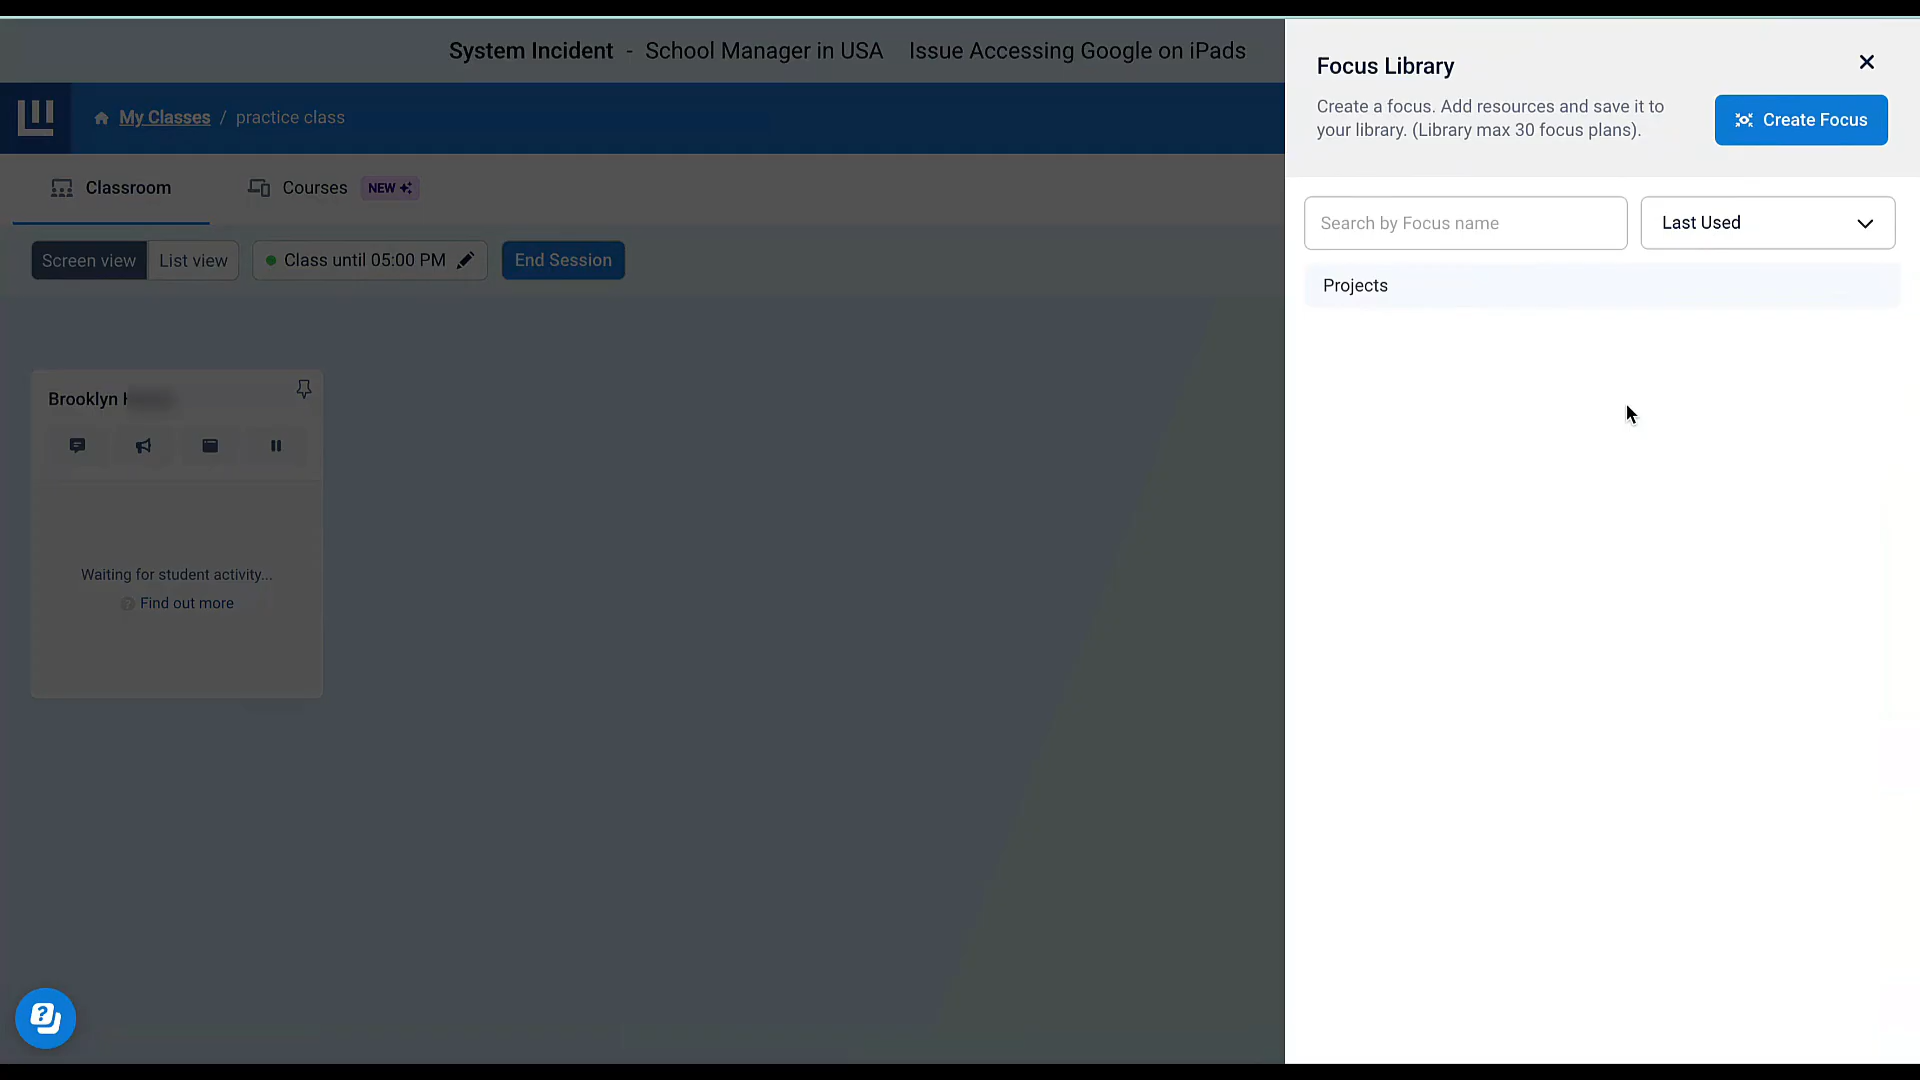 System Incident - School Manager in USA Issue Accessing Google on iPads
My Classes / practice class
Classroom
Courses NEW
Screen view
List view
Class until 05:00 PM
End Session
Brooklyn
Waiting for student activity...
Find out more
Focus Library
Create a focus. Add resources and save it to
your library. (Library max 30 focus plans).
Create Focus
Search by Focus name
Last Used
Projects